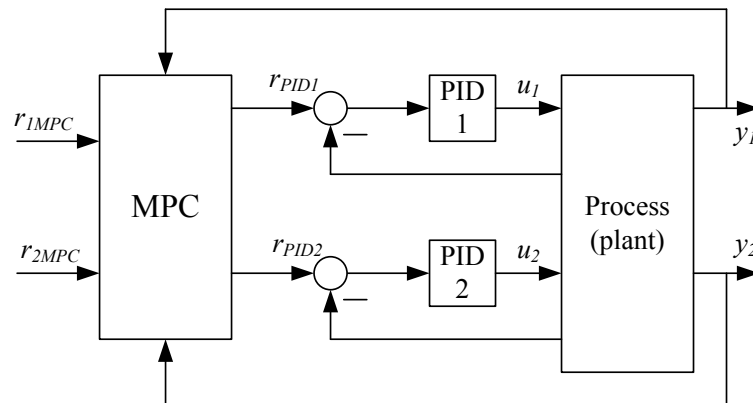 r1MPC
r2MPC
MPC
rPID1
rPID2
PID
1
PID
2
u1
u2
Process
(plant)
y1
y2